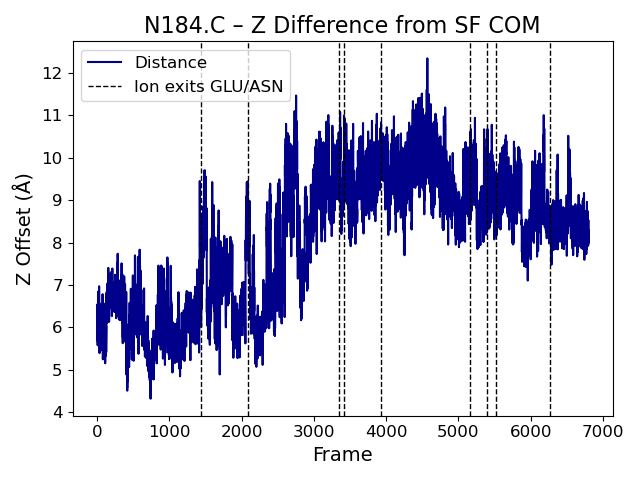 N184.C – Z Difference from SF COM
Distance
Ion exits GLU/ASN
Z Offset (Å)
12
11
10
9
8
7
6
5
4
0 1000 2000 3000 4000 5000 6000 7000
Frame